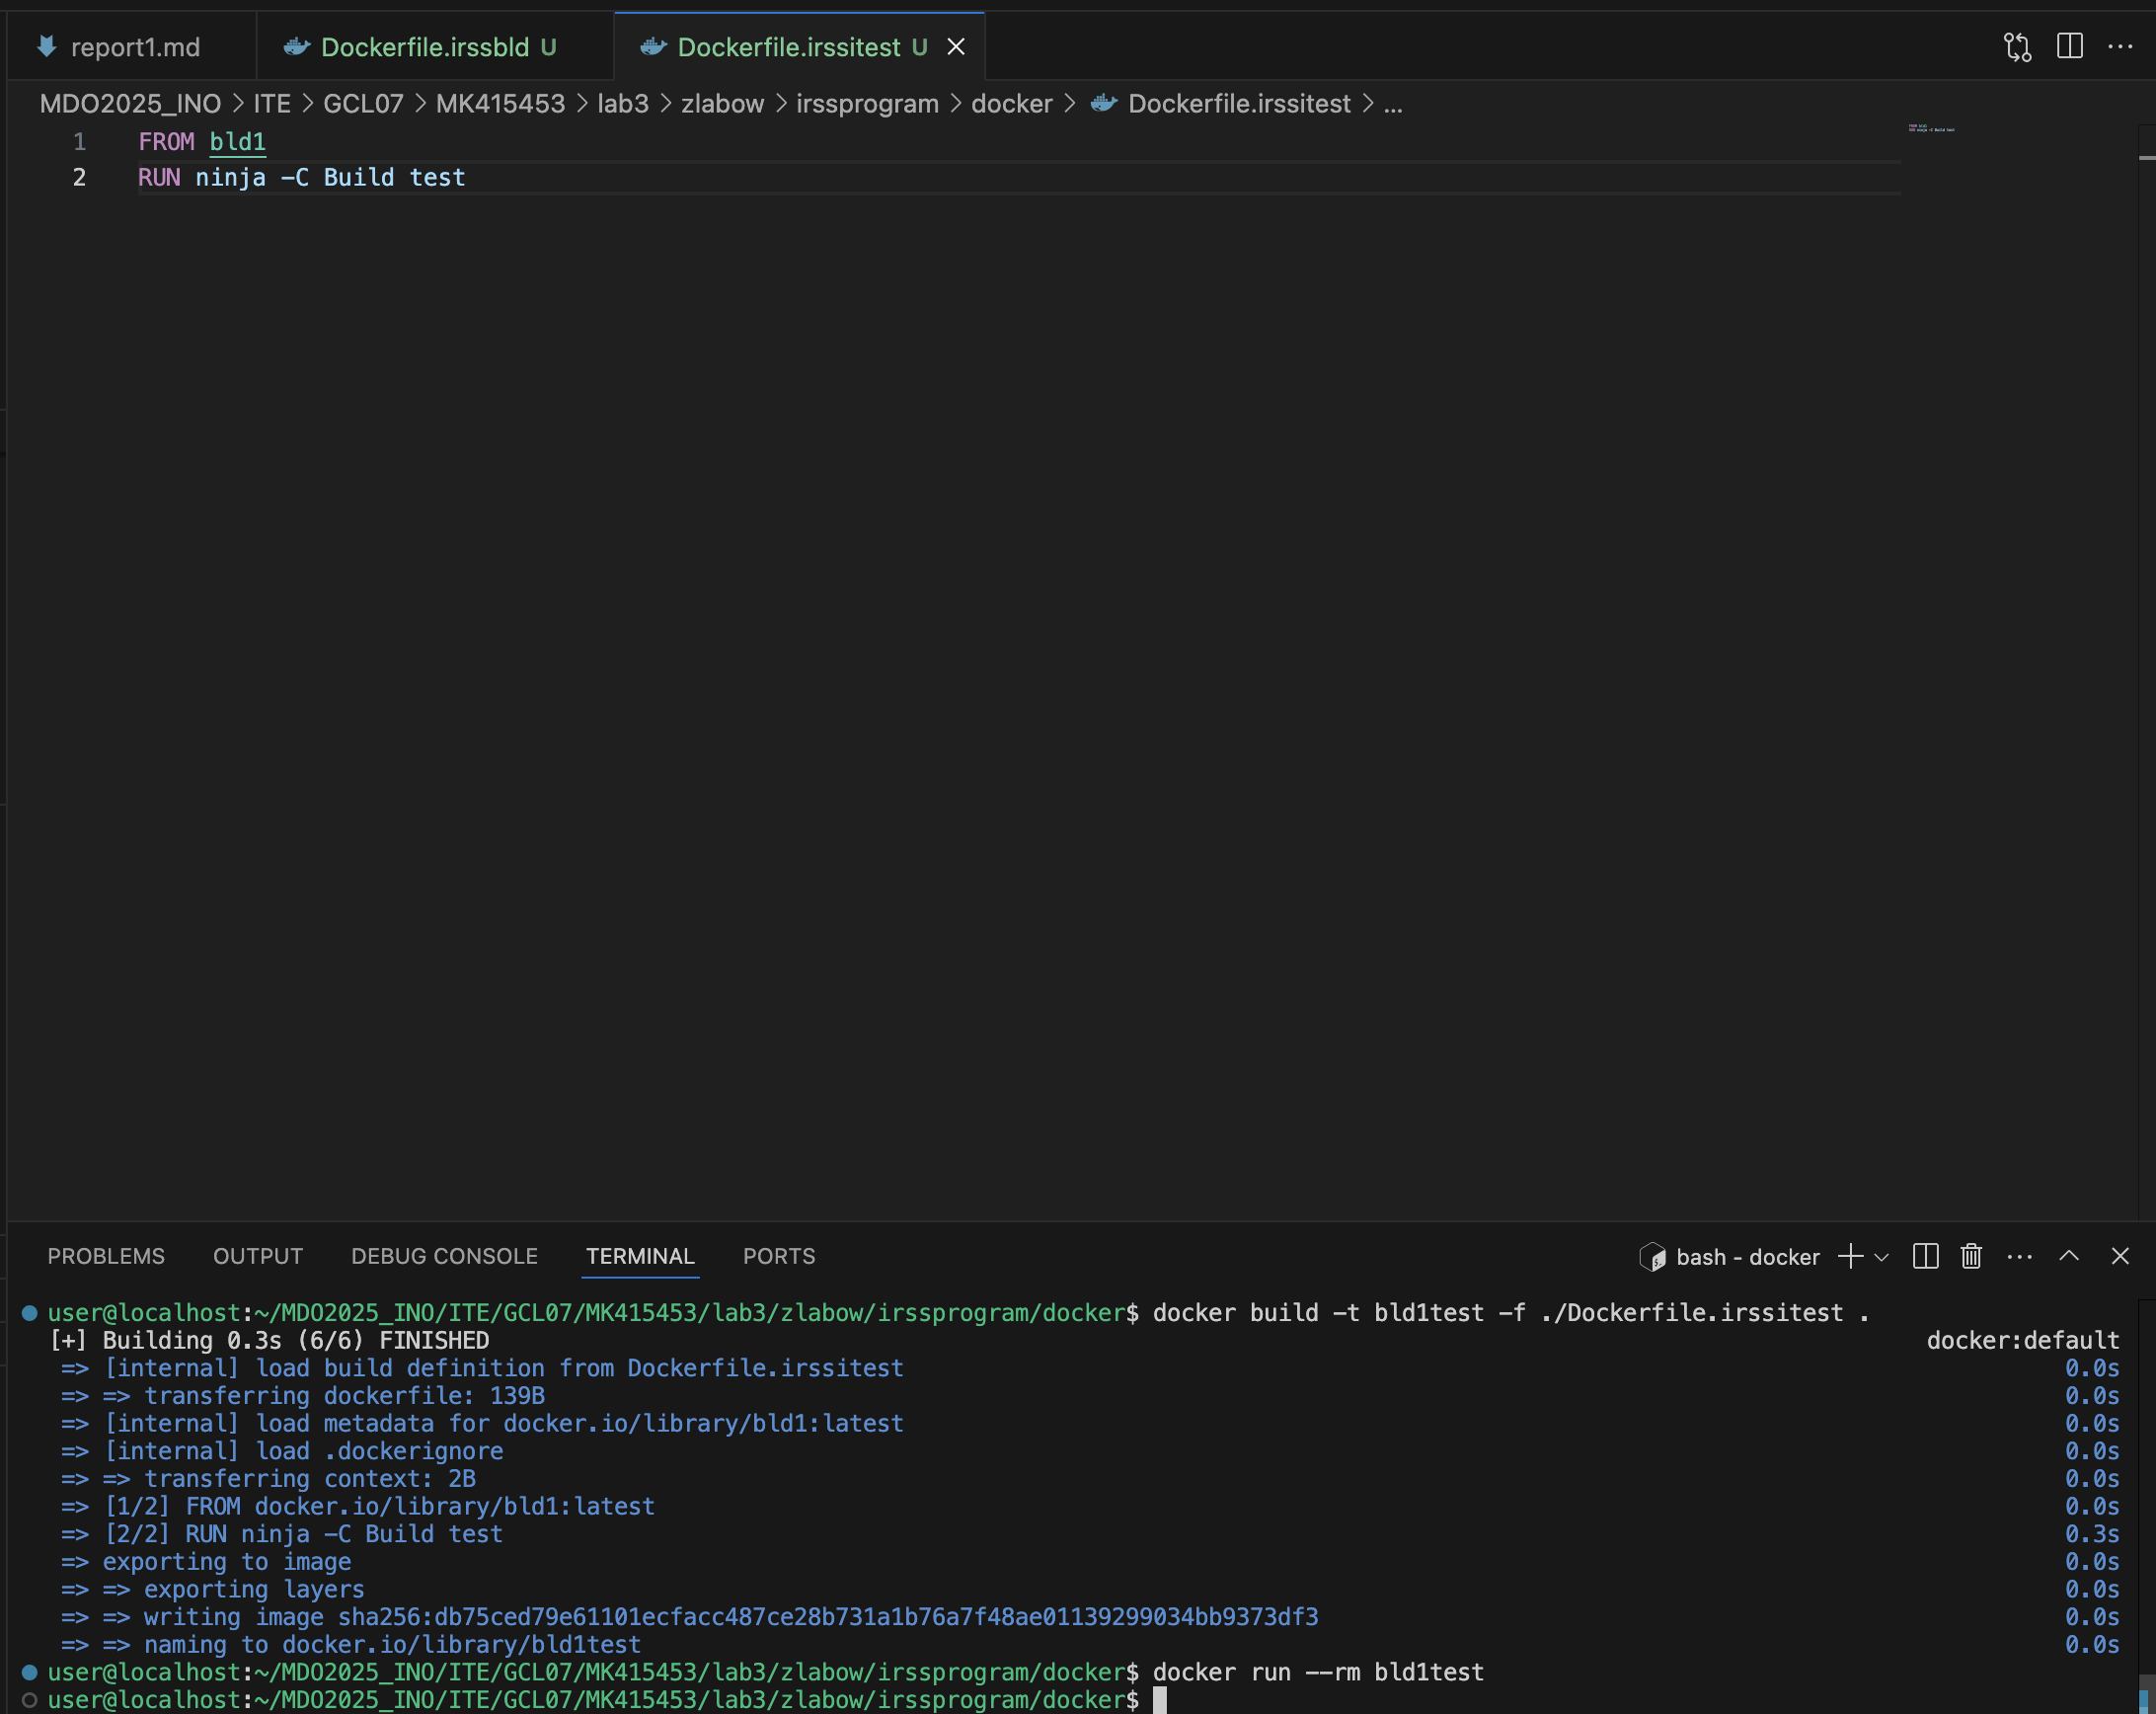 report1.md Dockerfile.irssbld U Dockerfile.irssitest U
MDO2025_INO > ITE > GCL07 > MK415453 > lab3 > zlabow > irssprogram > docker > Dockerfile.irssitest > ...
1 FROM bld1
2 RUN ninja -C Build test
PROBLEMS OUTPUT DEBUG CONSOLE TERMINAL PORTS bash - docker
user@localhost:~/MDO2025_INO/ITE/GCL07/MK415453/lab3/zlabow/irssprogram/docker$ docker build -t bld1test -f ./Dockerfile.irssitest .
[+] Building 0.3s (6/6) FINISHED docker:default
=> [internal] load build definition from Dockerfile.irssitest 0.0s
=> => transferring dockerfile: 139B 0.0s
=> [internal] load metadata for docker.io/library/bld1:latest 0.0s
=> [internal] load .dockerignore 0.0s
=> => transferring context: 2B 0.0s
=> [1/2] FROM docker.io/library/bld1:latest 0.0s
=> [2/2] RUN ninja -C Build test 0.3s
=> exporting to image 0.0s
=> => exporting layers 0.0s
=> => writing image sha256:db75ced79e61101ecfacc487ce28b731a1b76a7f48ae01139299034bb9373df3 0.0s
=> => naming to docker.io/library/bld1test 0.0s
user@localhost:~/MDO2025_INO/ITE/GCL07/MK415453/lab3/zlabow/irssprogram/docker$ docker run --rm bld1test
user@localhost:~/MDO2025_INO/ITE/GCL07/MK415453/lab3/zlabow/irssprogram/docker$